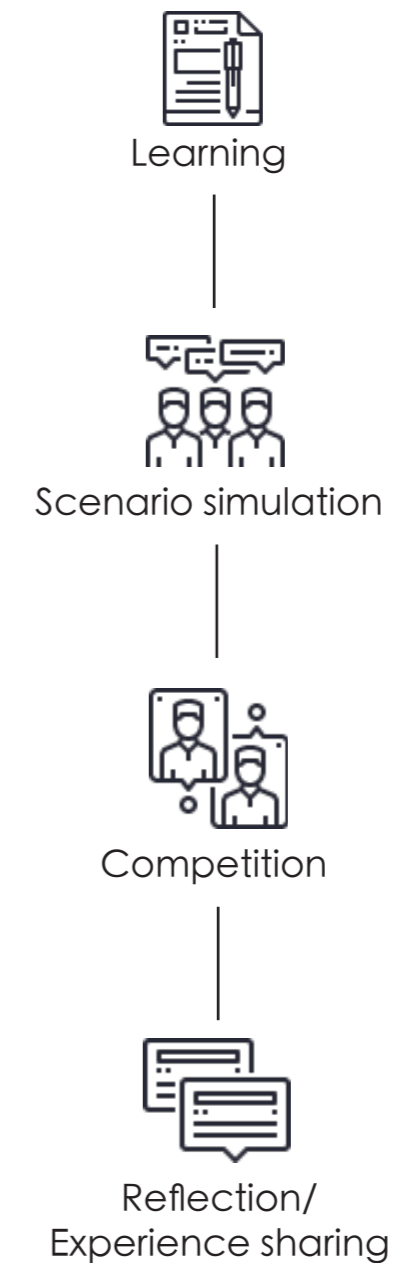 Learning
Scenario simulation
Competition
Reflection/
Experience sharing